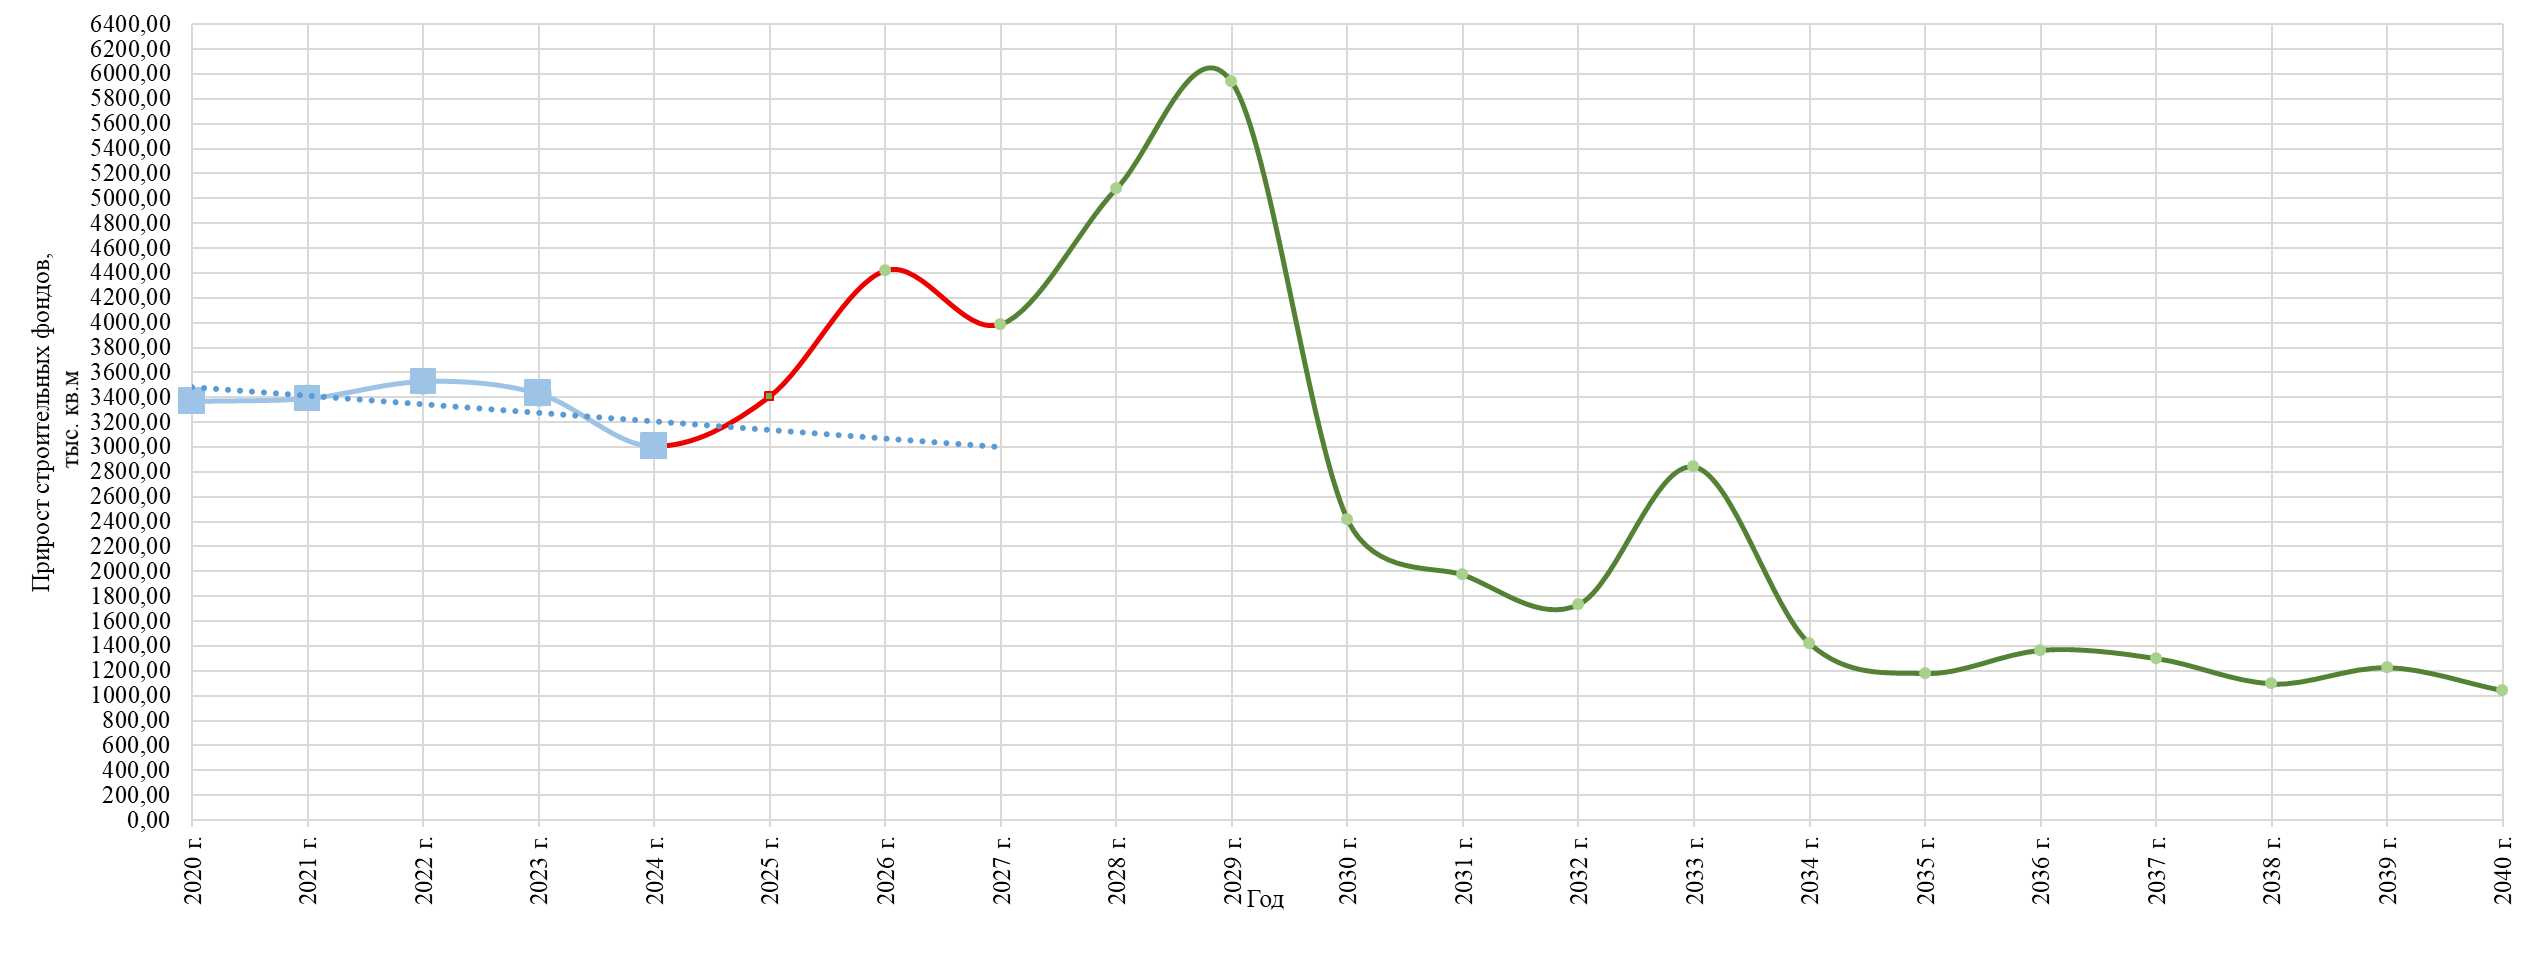 6400,00
6200,00
6000,00
5800,00
5600,00
5400,00
5200,00
5000,00
4800,00
4600,00
4400,00
4200,00
4000,00
3800,00
3600,00
3400,00
3200,00
3000,00
2800,00
2600,00
2400,00
2200,00
2000,00
1800,00
1600,00
1400,00
1200,00
1000,00
800,00
600,00
400,00
200,00
0,00
Прирост строительных фондов,
тыс. кв.м
2020 г.
2021 г.
2022 г.
2023 г.
2024 г.
2025 г.
2026 г.
2027 г.
2028 г.
2029 г.
2030 г.
2031 г.
2032 г.
2033 г.
2034 г.
2035 г.
2036 г.
2037 г.
2038 г.
2039 г.
2040 г.
Год